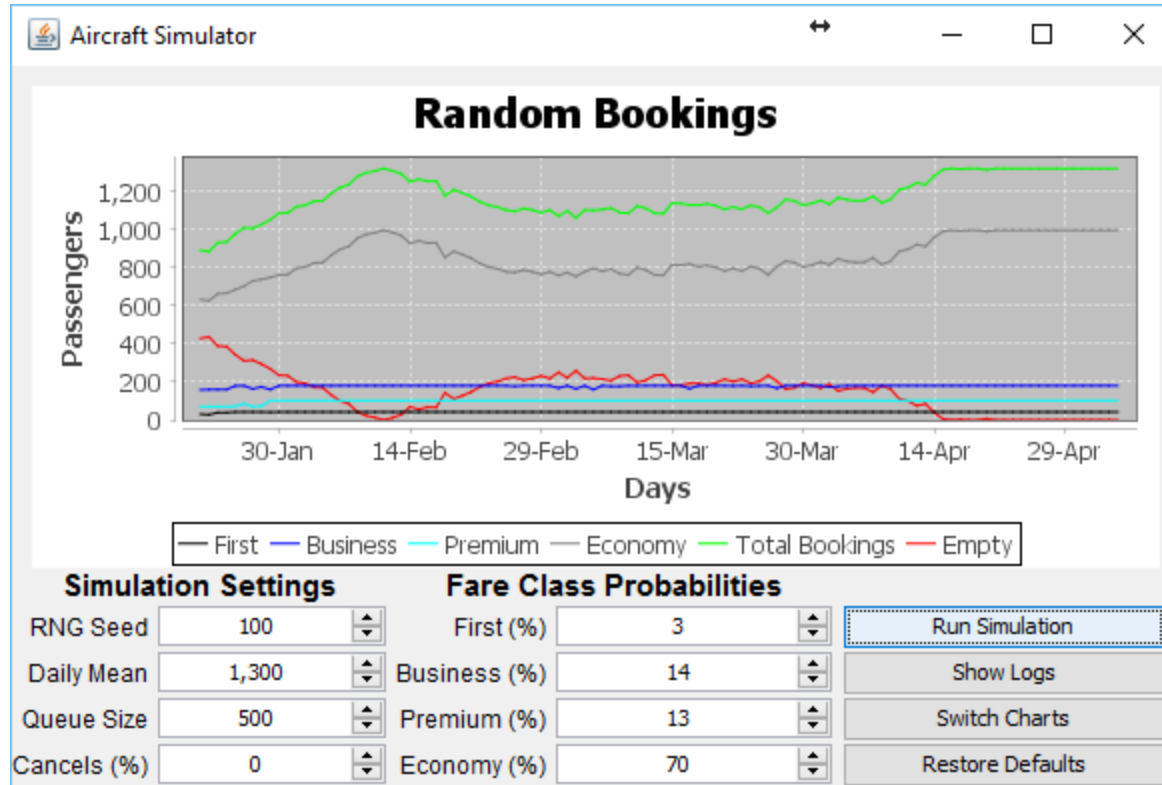 Aircraft Simulator
Random Bookings
Passengers
1,200
1,000
800
600
400
200
0
30-Jan 14-Feb 29-Feb 15-Mar 30-Mar 14-Apr 29-Apr
Days
First Business Premium Economy Total Bookings Empty
Simulation Settings Fare Class Probabilities
RNG Seed 100 First (%) 3 Run Simulation
Daily Mean 1,300 Business (%) 14 Show Logs
Queue Size 500 Premium (%) 13 Switch Charts
Cancels (%) 0 Economy (%) 70 Restore Defaults